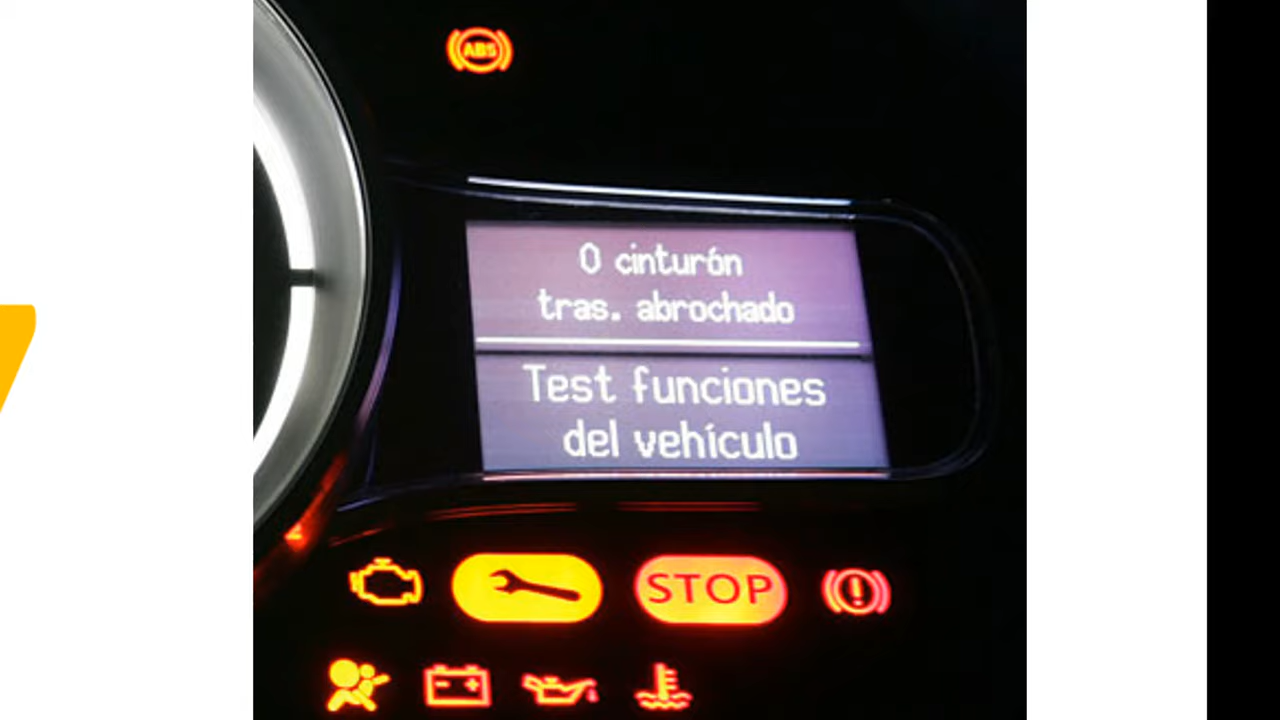 ABS
0 cinturón
tras. abrochado
Test funciones
del vehículo
STOP